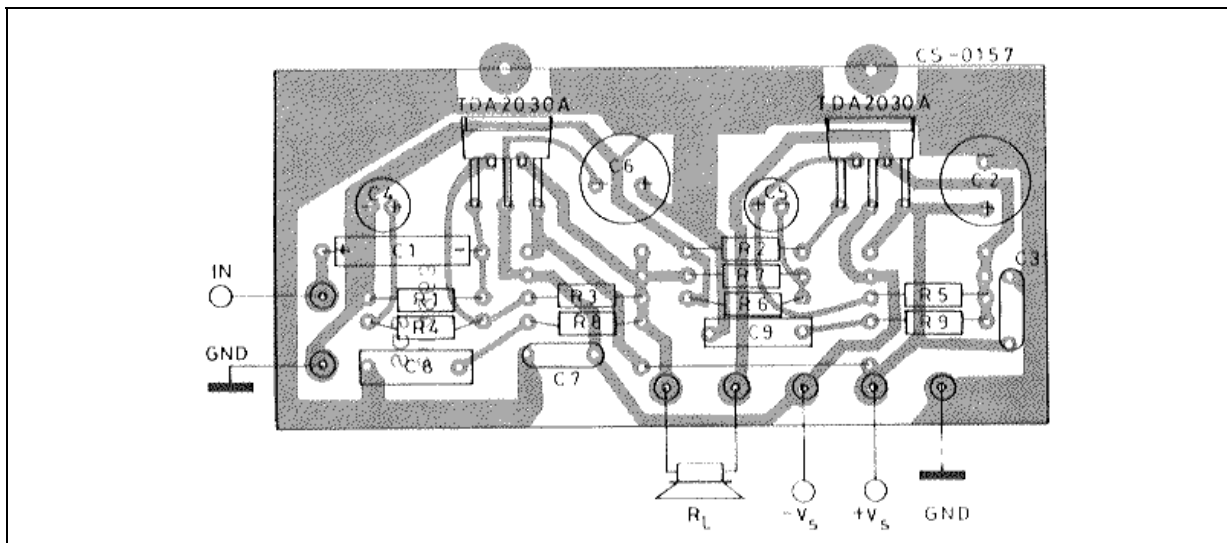 CS-0157
TDA2030A
TDA2030A
C6
C4
- +
- +
C5
+ -
C2
+
+ C1 -
R2
R7
R6
C3
IN
R1
R3
R5
R4
R8
R9
C9
GND
C8
C7
RL
-Vs
+Vs
GND